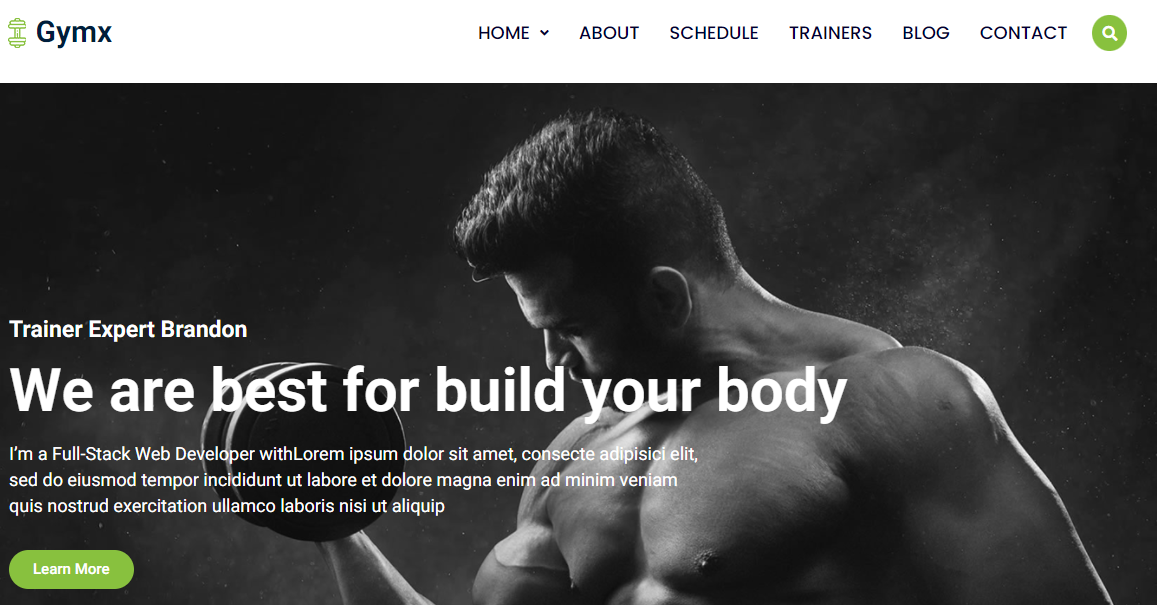 Gymx
HOME ABOUT SCHEDULE TRAINERS BLOG CONTACT
Trainer Expert Brandon
We are best for build your body
I'm a Full-Stack Web Developer withLorem ipsum dolor sit amet, consecte adipisici elit,
sed do eiusmod tempor incididunt ut labore et dolore magna enim ad minim veniam
quis nostrud exercitation ullamco laboris nisi ut aliquip
Learn More